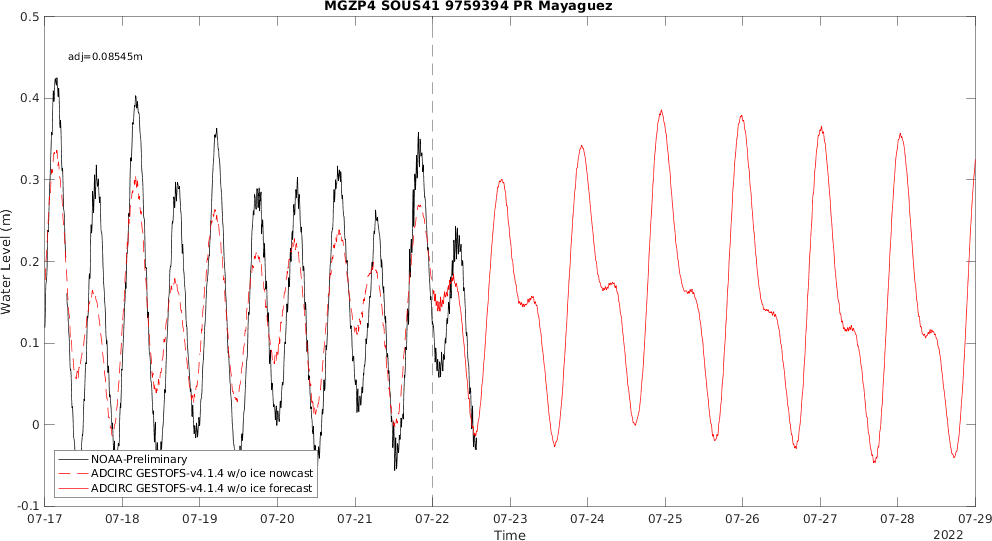 MGZP4 SOUS41 9759394 PR Mayaguez
adj=0.08545m
Water Level (m)
0.5
0.4
0.3
0.2
0.1
0
-0.1
NOAA-Preliminary
ADCIRC GESTOFS-v4.1.4 w/o ice nowcast
ADCIRC GESTOFS-v4.1.4 w/o ice forecast
07-17 07-18 07-19 07-20 07-21 07-22 07-23 07-24 07-25 07-26 07-27 07-28 07-29
Time
2022